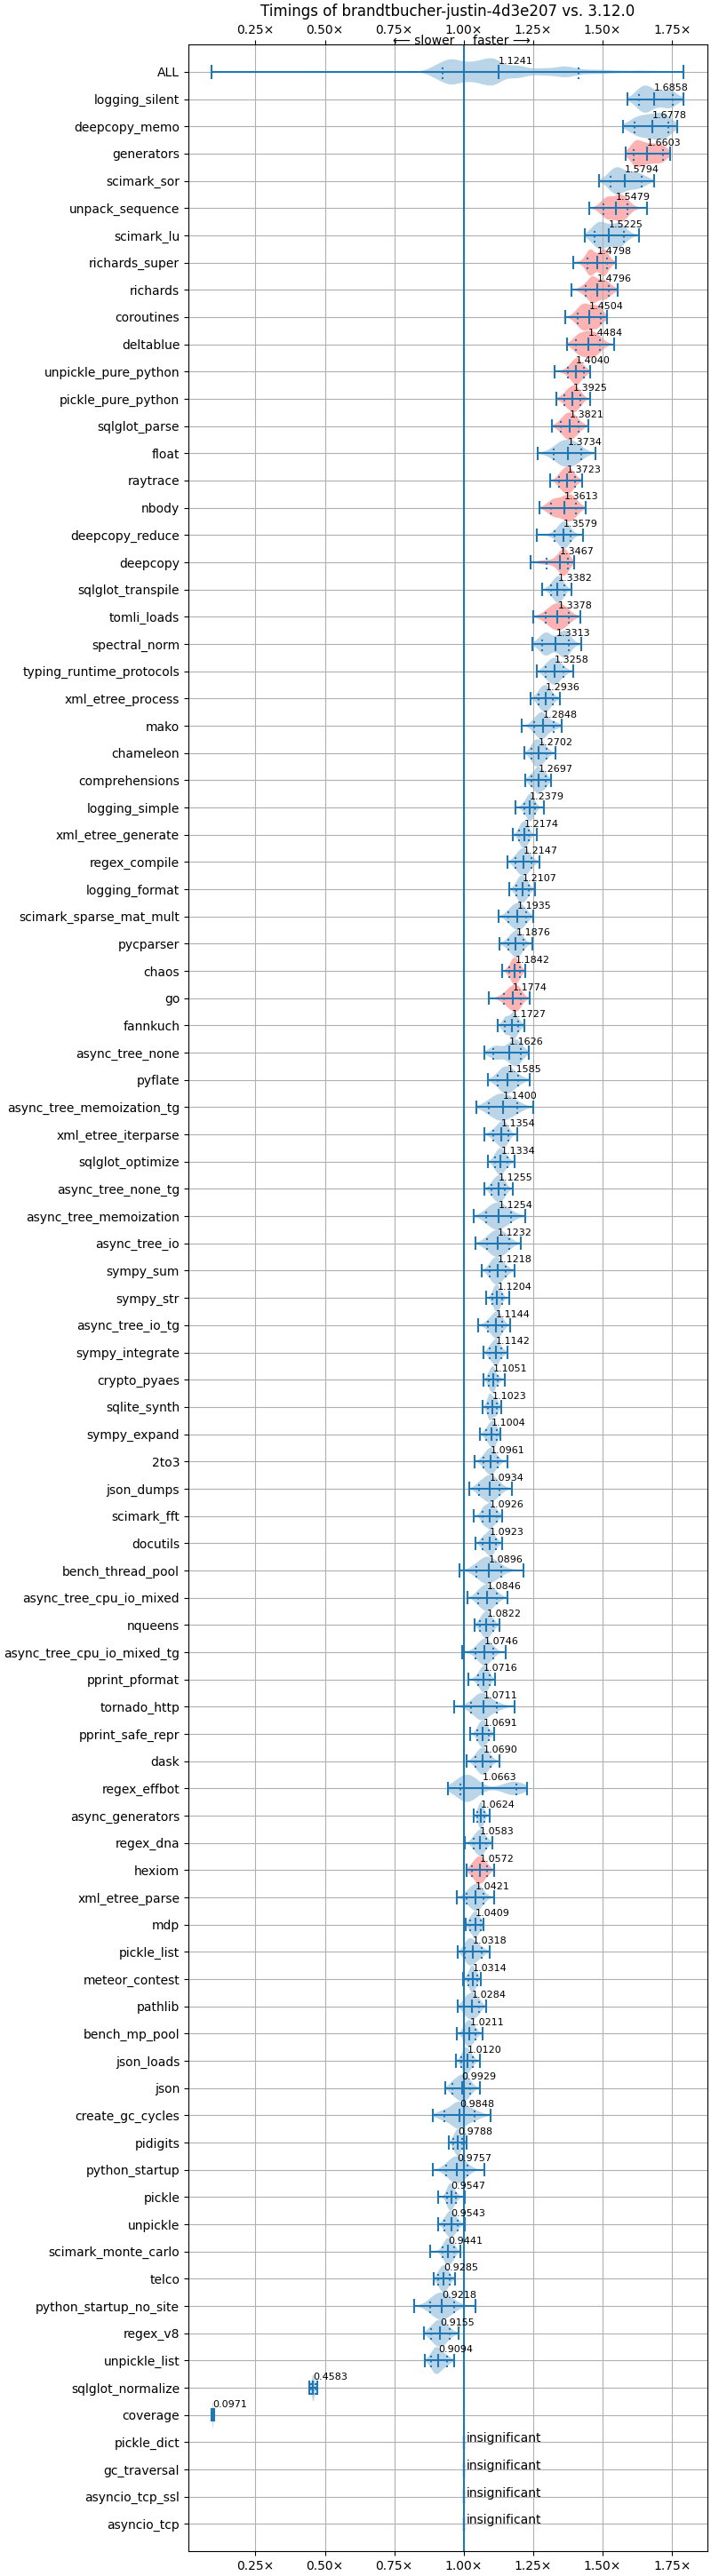 Timings of brandtbucher-justin-4d3e207 vs. 3.12.0
0.25× 0.50× 0.75× 1.00× 1.25× 1.50× 1.75×
⟵ slower faster ⟶
ALL 1.1241
logging_silent 1.6858
deepcopy_memo 1.6778
generators 1.6603
scimark_sor 1.5794
unpack_sequence 1.5479
scimark_lu 1.5225
richards_super 1.4798
richards 1.4796
coroutines 1.4504
deltablue 1.4484
unpickle_pure_python 1.4040
pickle_pure_python 1.3925
sqlglot_parse 1.3821
float 1.3734
raytrace 1.3723
nbody 1.3613
deepcopy_reduce 1.3579
deepcopy 1.3467
sqlglot_transpile 1.3382
tomli_loads 1.3378
spectral_norm 1.3313
typing_runtime_protocols 1.3258
xml_etree_process 1.2936
mako 1.2848
chameleon 1.2702
comprehensions 1.2697
logging_simple 1.2379
xml_etree_generate 1.2174
regex_compile 1.2147
logging_format 1.2107
scimark_sparse_mat_mult 1.1935
pycparser 1.1876
chaos 1.1842
go 1.1774
fannkuch 1.1727
async_tree_none 1.1626
pyflate 1.1585
async_tree_memoization_tg 1.1400
xml_etree_iterparse 1.1354
sqlglot_optimize 1.1334
async_tree_none_tg 1.1255
async_tree_memoization 1.1254
async_tree_io 1.1232
sympy_sum 1.1218
sympy_str 1.1204
async_tree_io_tg 1.1144
sympy_integrate 1.1142
crypto_pyaes 1.1051
sqlite_synth 1.1023
sympy_expand 1.1004
2to3 1.0961
json_dumps 1.0934
scimark_fft 1.0926
docutils 1.0923
bench_thread_pool 1.0896
async_tree_cpu_io_mixed 1.0846
nqueens 1.0822
async_tree_cpu_io_mixed_tg 1.0746
pprint_pformat 1.0716
tornado_http 1.0711
pprint_safe_repr 1.0691
dask 1.0690
regex_effbot 1.0663
async_generators 1.0624
regex_dna 1.0583
hexiom 1.0572
xml_etree_parse 1.0421
mdp 1.0409
pickle_list 1.0318
meteor_contest 1.0314
pathlib 1.0284
bench_mp_pool 1.0211
json_loads 1.0120
json 0.9929
create_gc_cycles 0.9848
pidigits 0.9788
python_startup 0.9757
pickle 0.9547
unpickle 0.9543
scimark_monte_carlo 0.9441
telco 0.9285
python_startup_no_site 0.9218
regex_v8 0.9155
unpickle_list 0.9094
sqlglot_normalize 0.4583
coverage 0.0971
pickle_dict insignificant
gc_traversal insignificant
asyncio_tcp_ssl insignificant
asyncio_tcp insignificant
0.25× 0.50× 0.75× 1.00× 1.25× 1.50× 1.75×